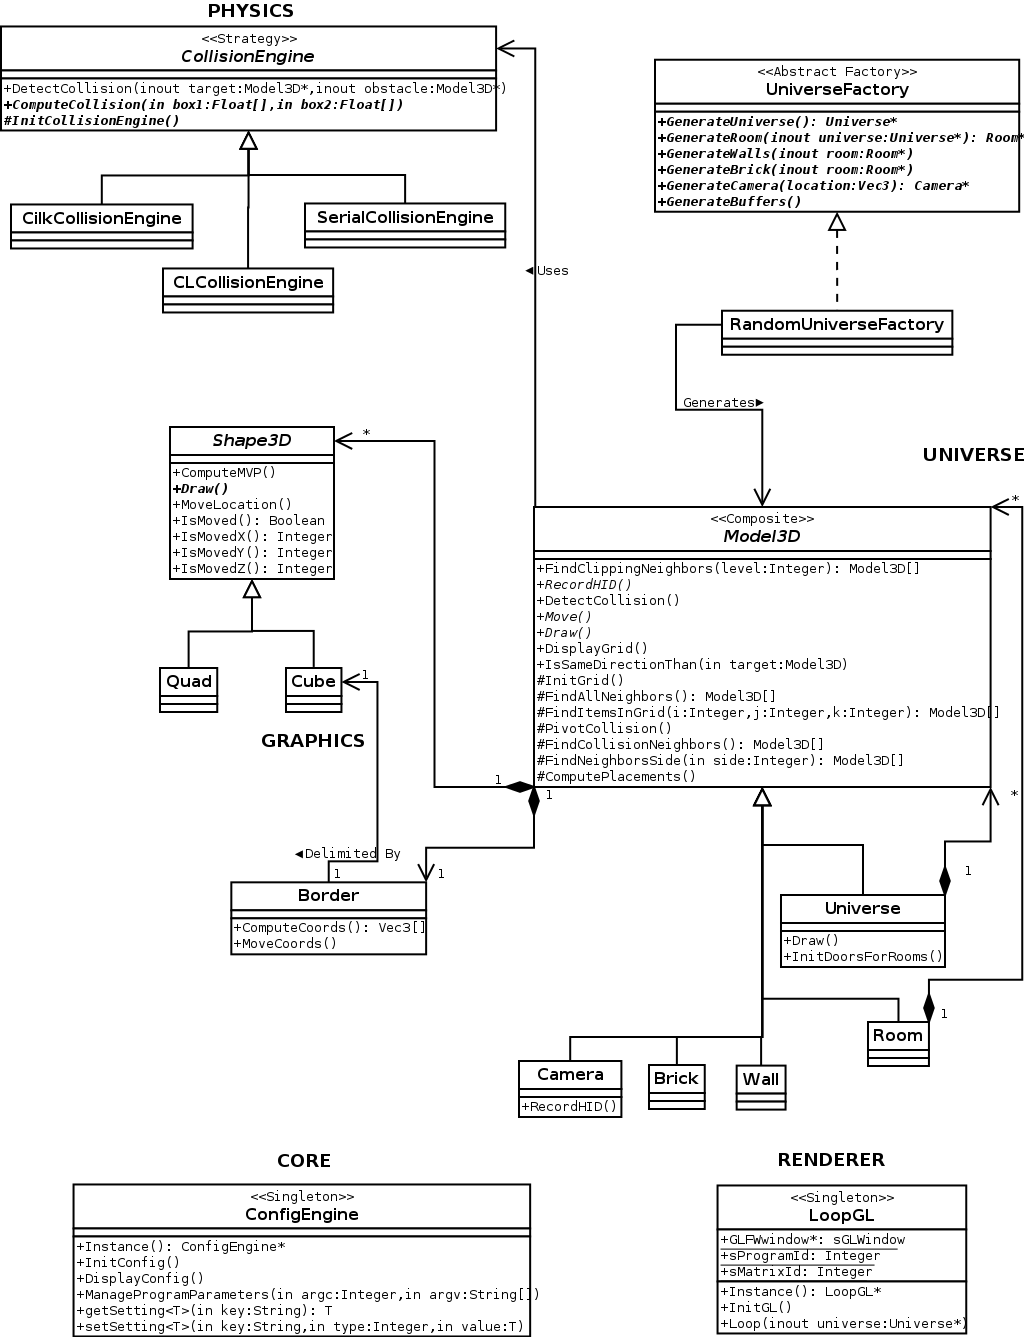 PHYSICS
<<Strategy>>
CollisionEngine
+DetectCollision(inout target:Model3D*,inout obstacle:Model3D*)
+ComputeCollision(in box1:Float[],in box2:Float[])
#InitCollisionEngine()
CilkCollisionEngine
SerialCollisionEngine
CLCollisionEngine
<<Abstract Factory>>
UniverseFactory
+GenerateUniverse(): Universe*
+GenerateRoom(inout universe:Universe*): Room*
+GenerateWalls(inout room:Room*)
+GenerateBrick(inout room:Room*)
+GenerateCamera(location:Vec3): Camera*
+GenerateBuffers()
◄Uses
RandomUniverseFactory
Generates►
UNIVERSE
Shape3D
*
+ComputeMVP()
+Draw()
+MoveLocation()
+IsMoved(): Boolean
+IsMovedX(): Integer
+IsMovedY(): Integer
+IsMovedZ(): Integer
Quad
Cube
1
GRAPHICS
<<Composite>>
Model3D
*
+FindClippingNeighbors(level:Integer): Model3D[]
+RecordHID()
+DetectCollision()
+Move()
+Draw()
+DisplayGrid()
+IsSameDirectionThan(in target:Model3D)
#InitGrid()
#FindAllNeighbors(): Model3D[]
#FindItemsInGrid(i:Integer,j:Integer,k:Integer): Model3D[]
#PivotCollision()
#FindCollisionNeighbors(): Model3D[]
#FindNeighborsSide(in side:Integer): Model3D[]
#ComputePlacements()
1
1
*
◄Delimited By
1
1
Border
+ComputeCoords(): Vec3[]
+MoveCoords()
1
Universe
+Draw()
+InitDoorsForRooms()
1
Room
Camera
+RecordHID()
Brick
Wall
CORE
<<Singleton>>
ConfigEngine
+Instance(): ConfigEngine*
+InitConfig()
+DisplayConfig()
+ManageProgramParameters(in argc:Integer,in argv:String[])
+getSetting<T>(in key:String): T
+setSetting<T>(in key:String,in type:Integer,in value:T)
RENDERER
<<Singleton>>
LoopGL
+GLFWwindow*: sGLWindow
+sProgramId: Integer
+sMatrixId: Integer
+Instance(): LoopGL*
+InitGL()
+Loop(inout universe:Universe*)